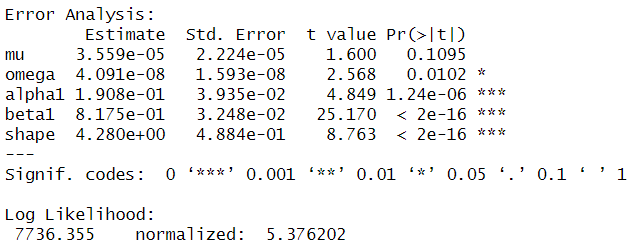 Error Analysis:
        Estimate  Std. Error  t value Pr(>|t|)
mu     3.559e-05   2.224e-05    1.600   0.1095
omega  4.091e-08   1.593e-08    2.568   0.0102 *
alpha1 1.908e-01   3.935e-02    4.849 1.24e-06 ***
beta1  8.175e-01   3.248e-02   25.170  < 2e-16 ***
shape  4.280e+00   4.884e-01    8.763  < 2e-16 ***
---
Signif. codes:  0 ‘***’ 0.001 ‘**’ 0.01 ‘*’ 0.05 ‘.’ 0.1 ‘ ’ 1
Log Likelihood:
 7736.355    normalized:  5.376202